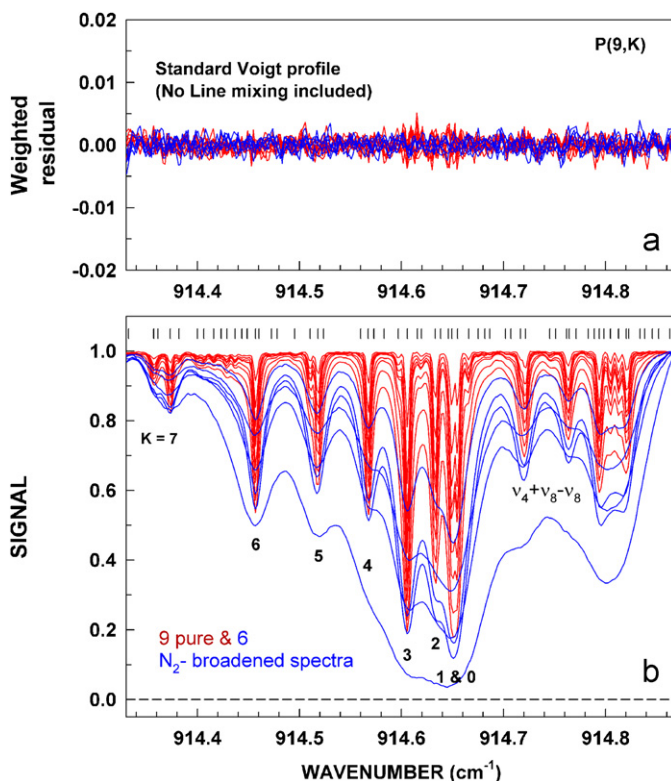 0.02
P(9,K)
Standard Voigt profile
(No Line mixing included)
0.01
Weighted
residual
0.00
-0.01
a
-0.02
914.4 914.5 914.6 914.7 914.8
1.0
K = 7
0.8
0.6
ν4+ν8-ν8
SIGNAL
6
5
4
0.4
0.2
9 pure & 6
N2- broadened spectra
3
2
1 & 0
b
0.0
914.4 914.5 914.6 914.7 914.8
WAVENUMBER (cm-1)